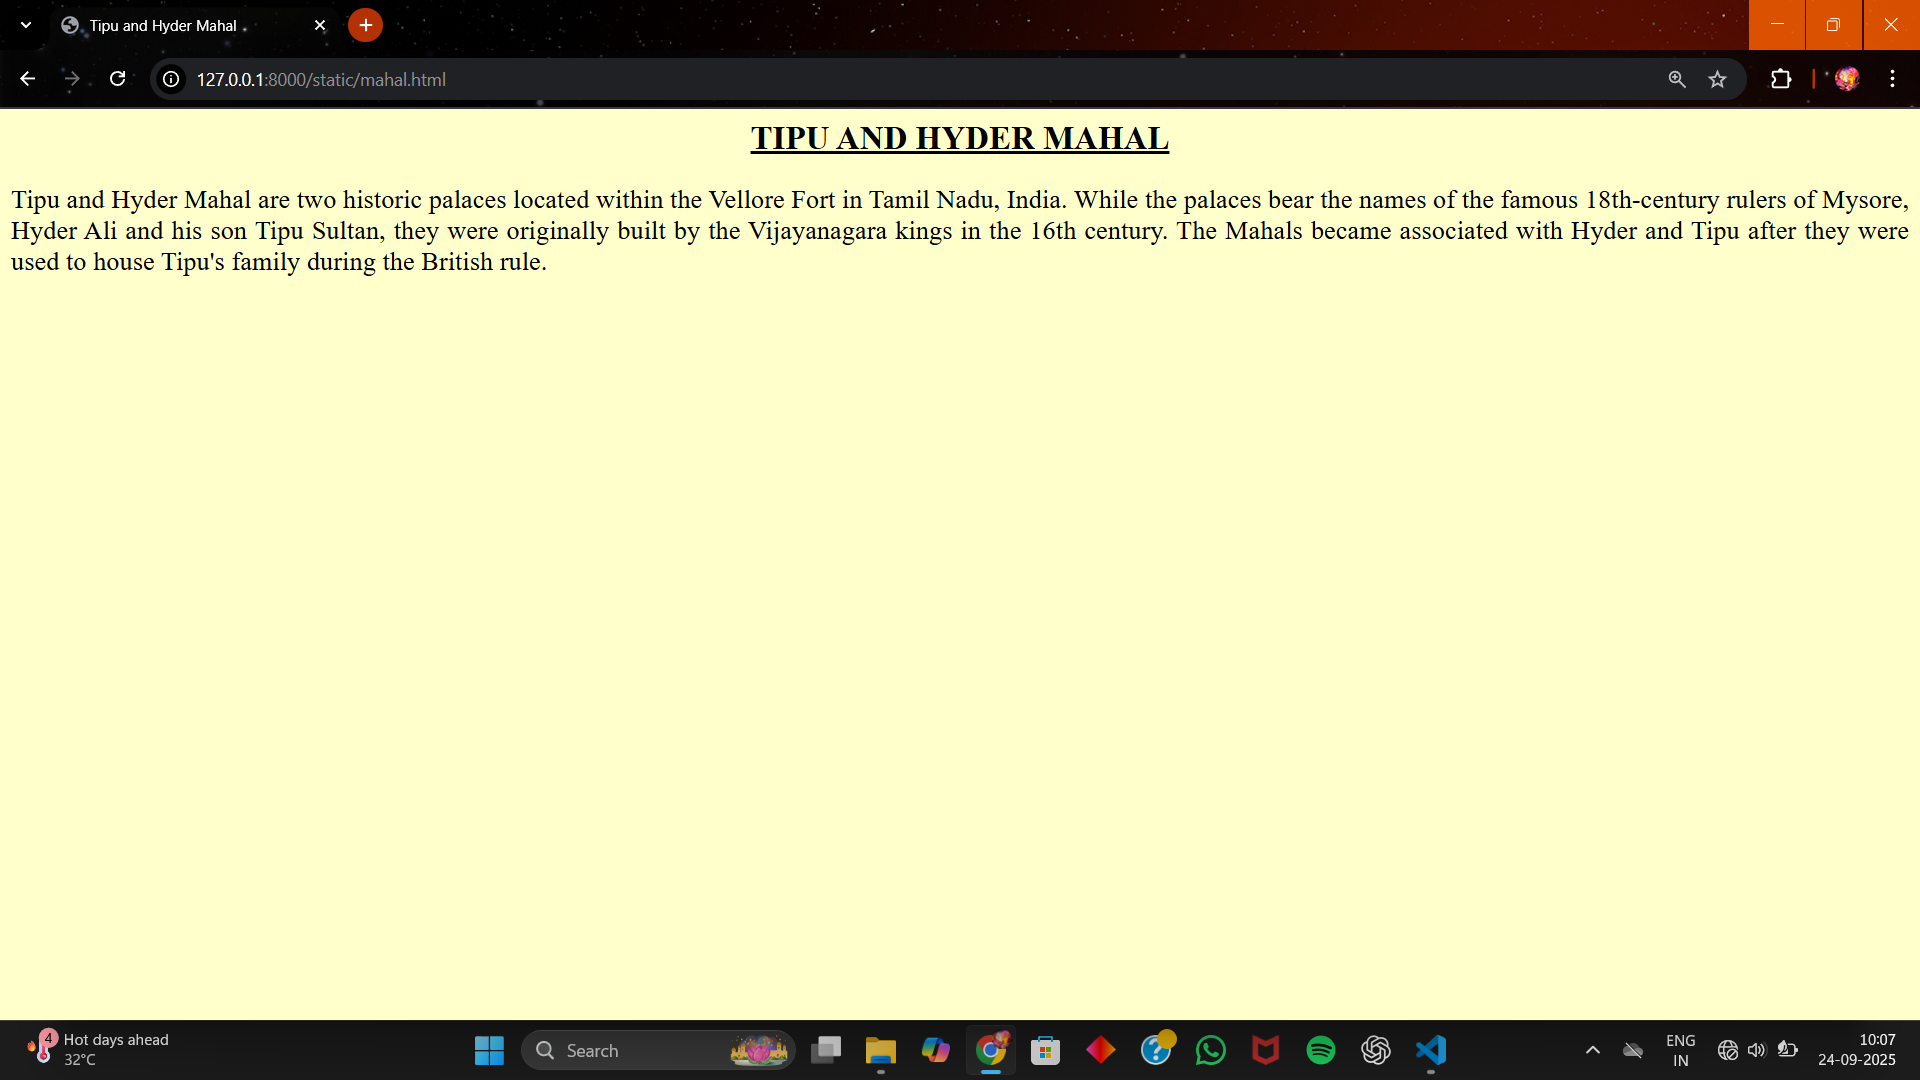 Tipu and Hyder Mahal
127.0.0.1:8000/static/mahal.html
TIPU AND HYDER MAHAL
Tipu and Hyder Mahal are two historic palaces located within the Vellore Fort in Tamil Nadu, India. While the palaces bear the names of the famous 18th-century rulers of Mysore,
Hyder Ali and his son Tipu Sultan, they were originally built by the Vijayanagara kings in the 16th century. The Mahals became associated with Hyder and Tipu after they were
used to house Tipu's family during the British rule.
4
Hot days ahead
32°C
Search
ENG
IN
10:07
24-09-2025